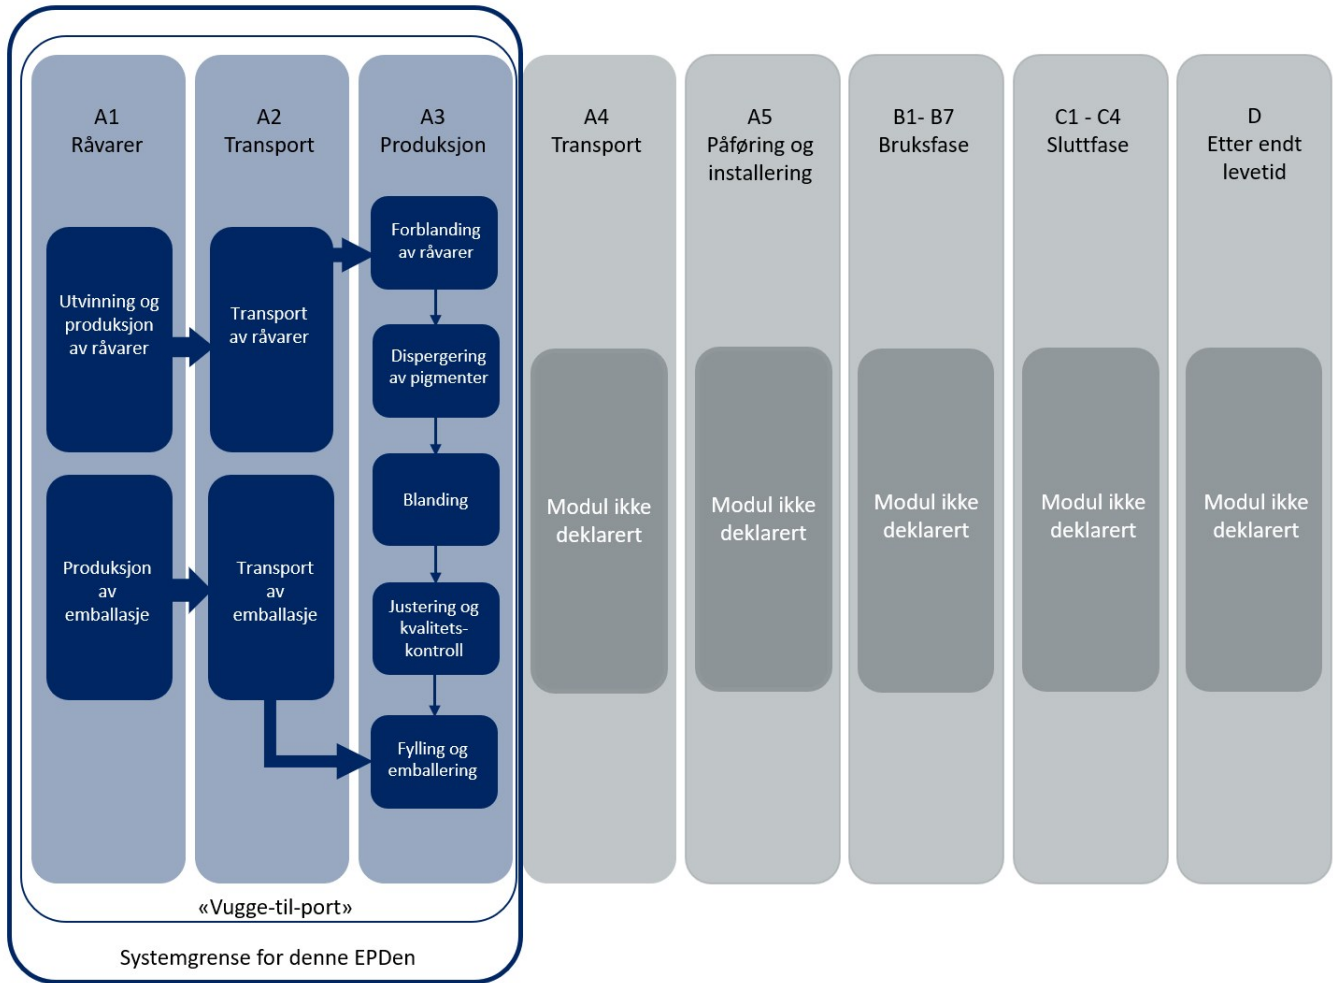 A1
Råvarer
Utvinning og
produksjon
av råvarer
Produksjon
av
emballasje
A2
Transport
Transport
av råvarer
Transport
av
emballasje
A3
Produksjon
Forblanding
av råvarer
Dispergering
av pigmenter
Blanding
Justering og
kvalitets-
kontroll
Fylling og
emballering
A4
Transport
Modul ikke
deklarert
A5
Påføring og
installering
Modul ikke
deklarert
B1- B7
Bruksfase
Modul ikke
deklarert
C1 - C4
Sluttfase
Modul ikke
deklarert
D
Etter endt
levetid
Modul ikke
deklarert
«Vugge-til-port»
Systemgrense for denne EPDen